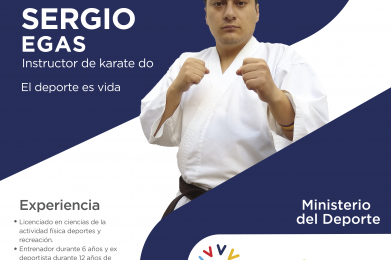 SERGIO
EGAS
Instructor de karate do
El deporte es vida
Experiencia
• Licenciado en ciencias de la
actividad física deportes y
recreación.
• Entrenador durante 6 años y ex
deportista durante 12 años de
Ministerio
del Deporte